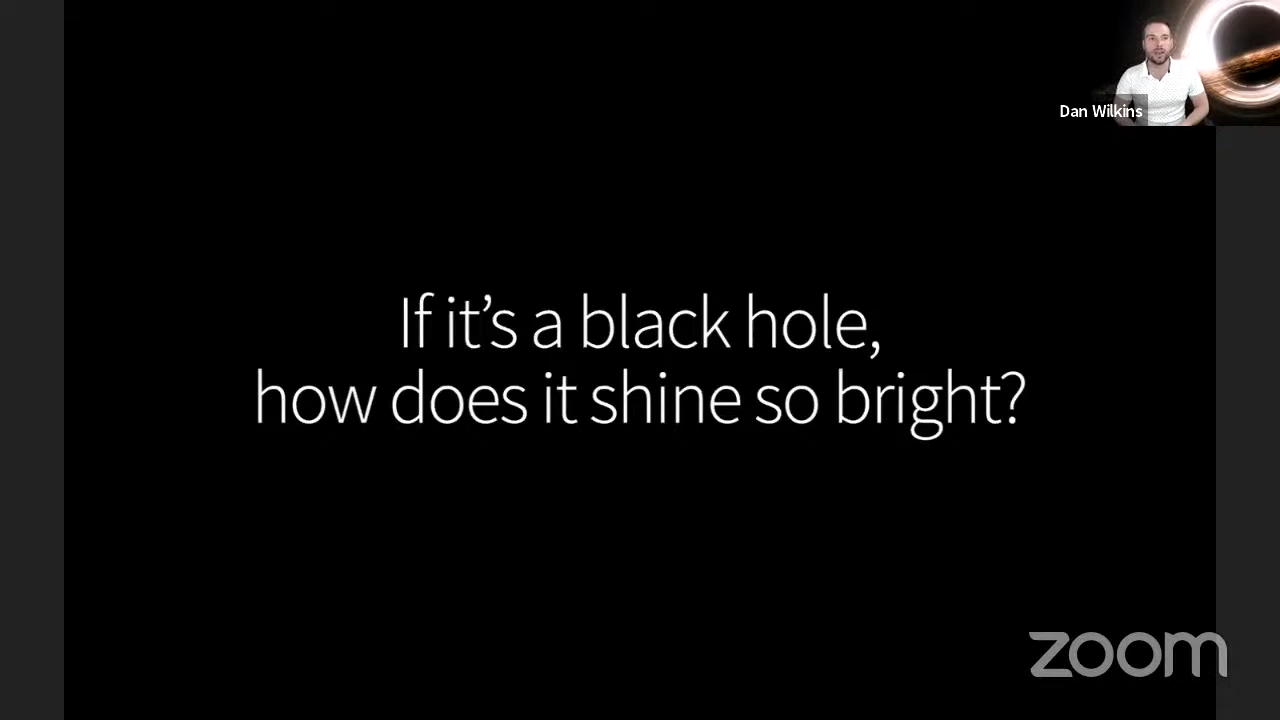 Dan Wilkins
If it’s a black hole,
how does it shine so bright?
zoom